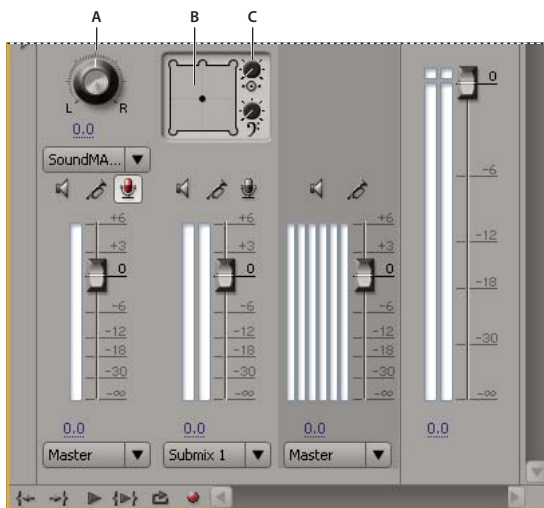 A B C
L R
0.0
SoundMA...
+6 +6 +6 0
+3 +3 +3
0 0 0 -6
-6 -6 -6 -12
-12 -12 -12 -18
-18 -18 -18
-30 -30 -30 -30
-∞ -∞ -∞ -∞
0.0 0.0 0.0 0.0
Master Submix 1 Master